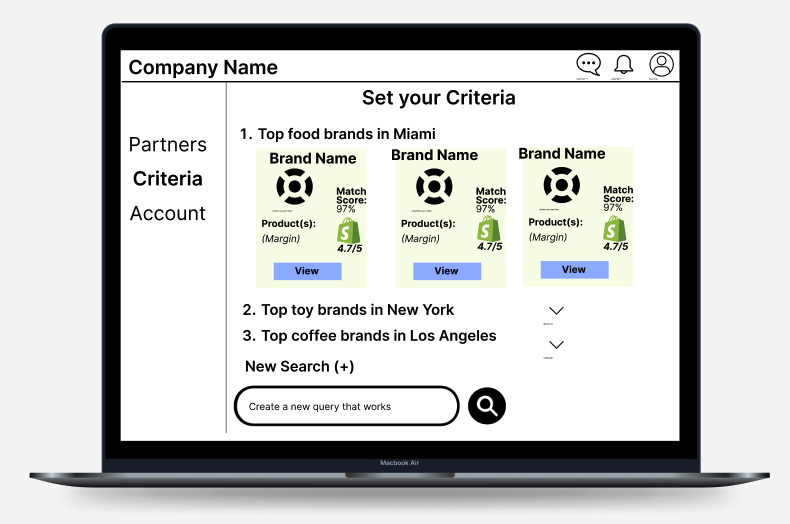 Company Name
Set your Criteria
Partners
Criteria
Account
1. Top food brands in Miami
Brand Name
Match
Score:
97%
Product(s):
(Margin)
4.7/5
View
Brand Name
Match
Score:
97%
Product(s):
(Margin)
4.7/5
View
Brand Name
Match
Score:
97%
Product(s):
(Margin)
4.7/5
View
2. Top toy brands in New York
3. Top coffee brands in Los Angeles
New Search (+)
Create a new query that works
Macbook Air